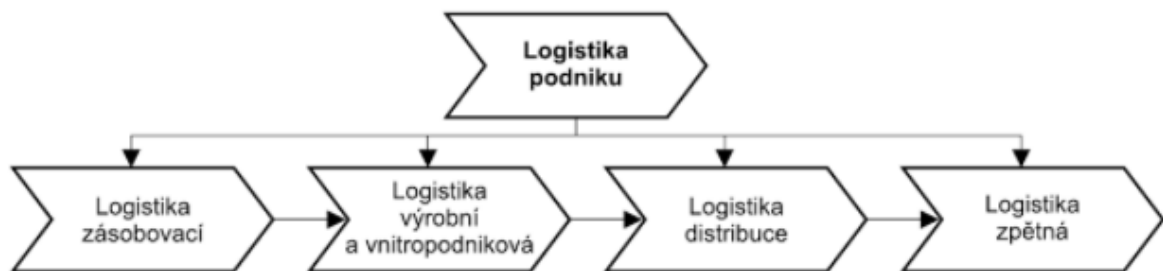 Logistika
podniku
Logistika
zásobovací
Logistika
výrobní
a vnitropodniková
Logistika
distribuce
Logistika
zpětná